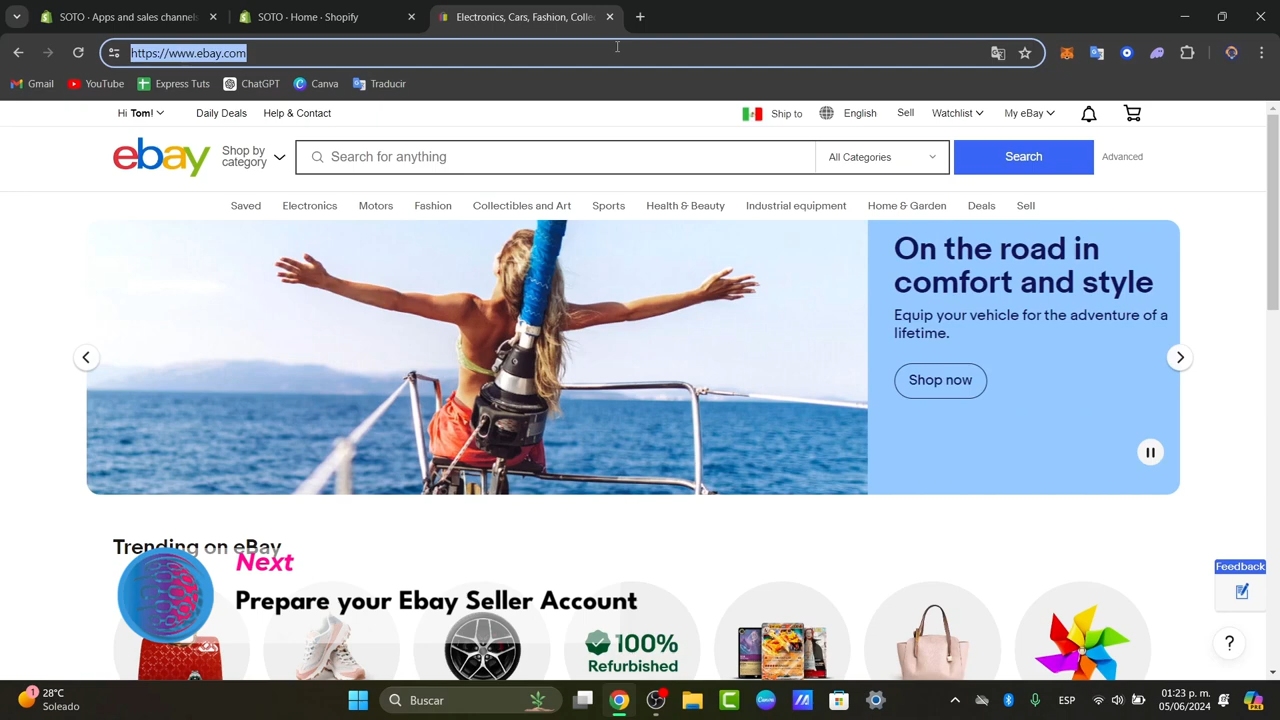 SOTO · Apps and sales channels
SOTO · Home · Shopify
Electronics, Cars, Fashion, Colle
https://www.ebay.com
Gmail
YouTube
Express Tuts
ChatGPT
Canva
Traducir
Hi Tom!
Daily Deals
Help & Contact
Ship to
English
Sell
Watchlist
My eBay
ebay
Shop by
category
Search for anything
All Categories
Search
Advanced
Saved
Electronics
Motors
Fashion
Collectibles and Art
Sports
Health & Beauty
Industrial equipment
Home & Garden
Deals
Sell
On the road in
comfort and style
Equip your vehicle for the adventure of a
lifetime.
Shop now
Trending on eBay
Next
Prepare your Ebay Seller Account
100%
Refurbished
Feedback
?
1
28°C
Soleado
Buscar
ESP
01:23 p. m.
05/06/2024